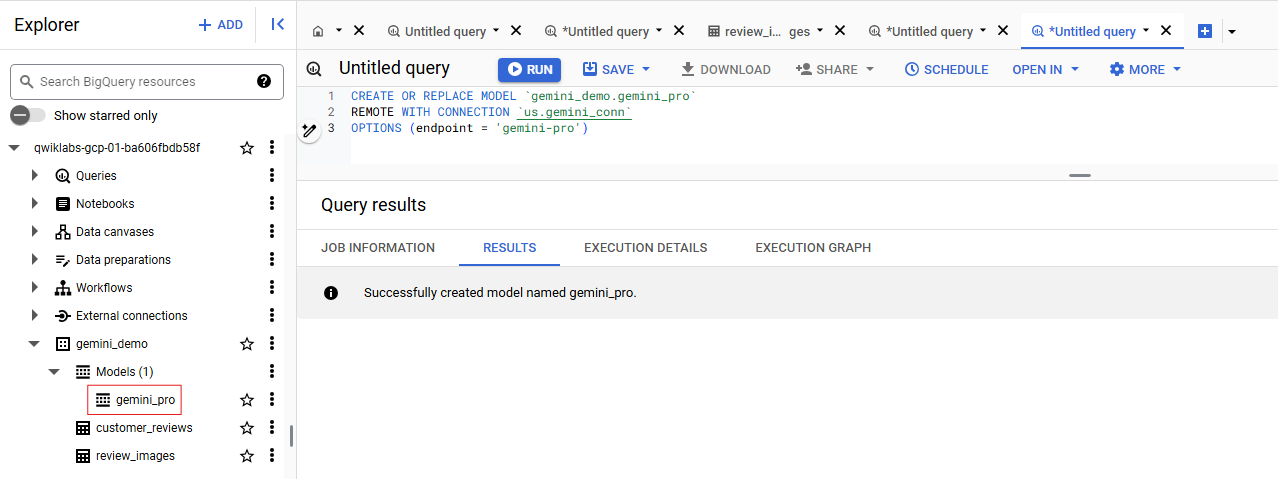 Explorer
+ ADD
Search BigQuery resources
Show starred only
qwiklabs-gcp-01-ba606fbdb58f
Queries
Notebooks
Data canvases
Data preparations
Workflows
External connections
gemini_demo
Models (1)
gemini_pro
customer_reviews
review_images
Untitled query
*Untitled query
review_i... ges
*Untitled query
*Untitled query
Untitled query
RUN
SAVE
DOWNLOAD
SHARE
SCHEDULE
OPEN IN
MORE
1 CREATE OR REPLACE MODEL `gemini_demo.gemini_pro`
2 REMOTE WITH CONNECTION `us.gemini_conn`
3 OPTIONS (endpoint = 'gemini-pro')
Query results
JOB INFORMATION
RESULTS
EXECUTION DETAILS
EXECUTION GRAPH
Successfully created model named gemini_pro.